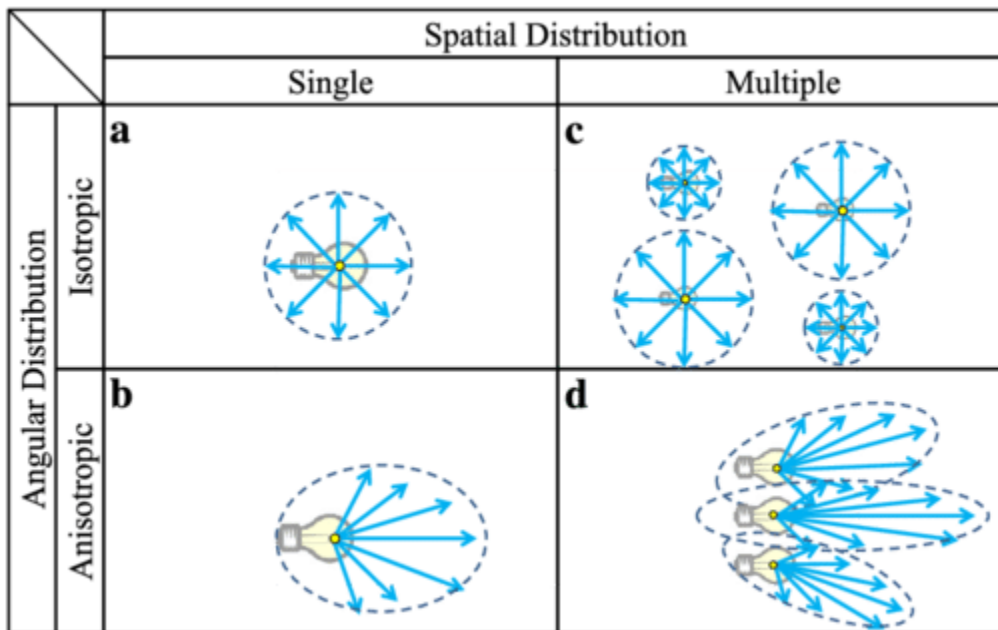 Spatial Distribution
Single
Multiple
Angular Distribution
Isotropic
a
c
Anisotropic
b
d